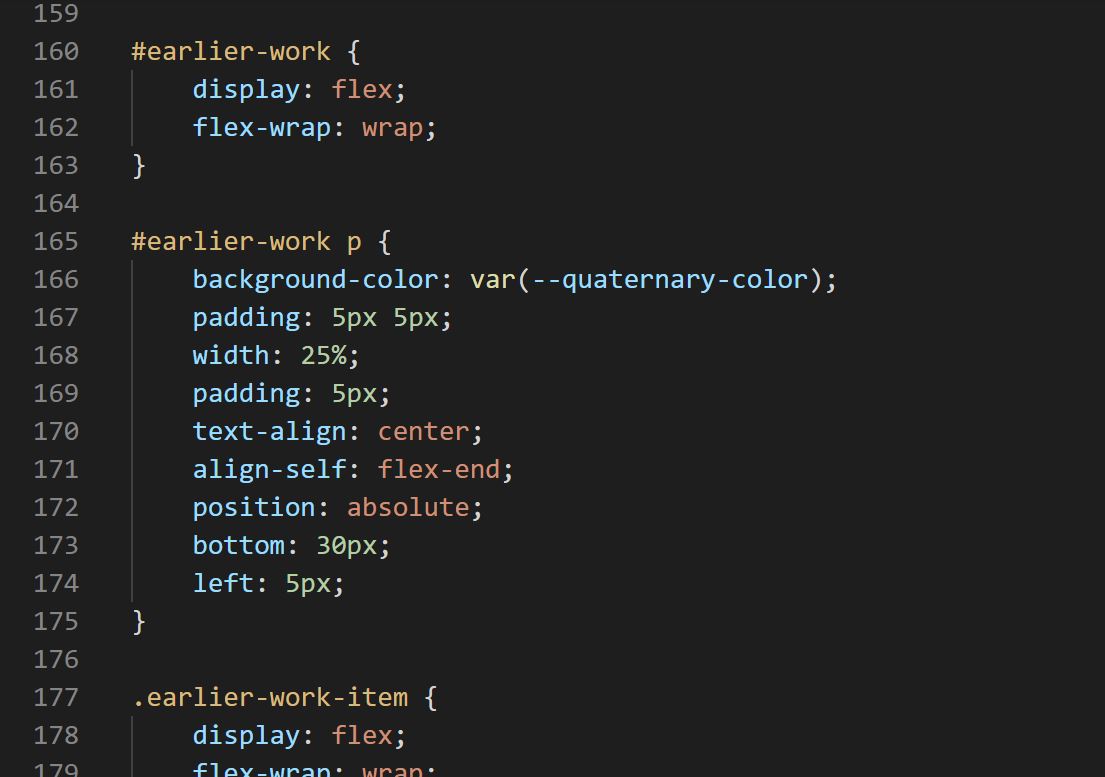 159
160 #earlier-work {
161 display: flex;
162 flex-wrap: wrap;
163 }
164
165 #earlier-work p {
166 background-color: var(--quaternary-color);
167 padding: 5px 5px;
168 width: 25%;
169 padding: 5px;
170 text-align: center;
171 align-self: flex-end;
172 position: absolute;
173 bottom: 30px;
174 left: 5px;
175 }
176
177 .earlier-work-item {
178 display: flex;
179 flex-wrap: wrap;